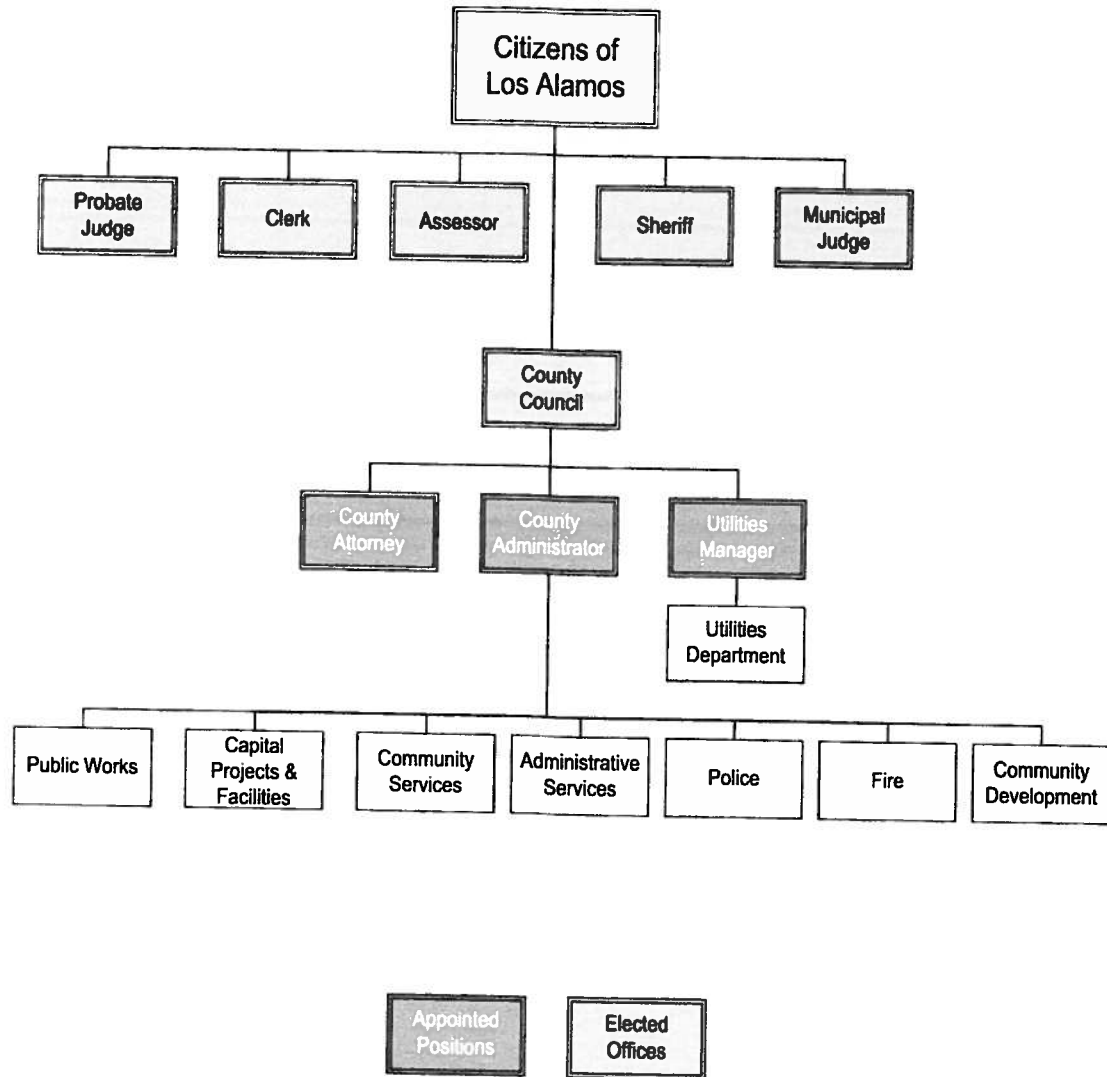 Citizens of
Los Alamos
Probate
Judge
Clerk
Assessor
Sheriff
Municipal
Judge
County
Council
County
Attorney
County
Administrator
Utilities
Manager
Utilities
Department
Public Works
Capital
Projects &
Facilities
Community
Services
Administrative
Services
Police
Fire
Community
Development
Appointed
Positions
Elected
Offices